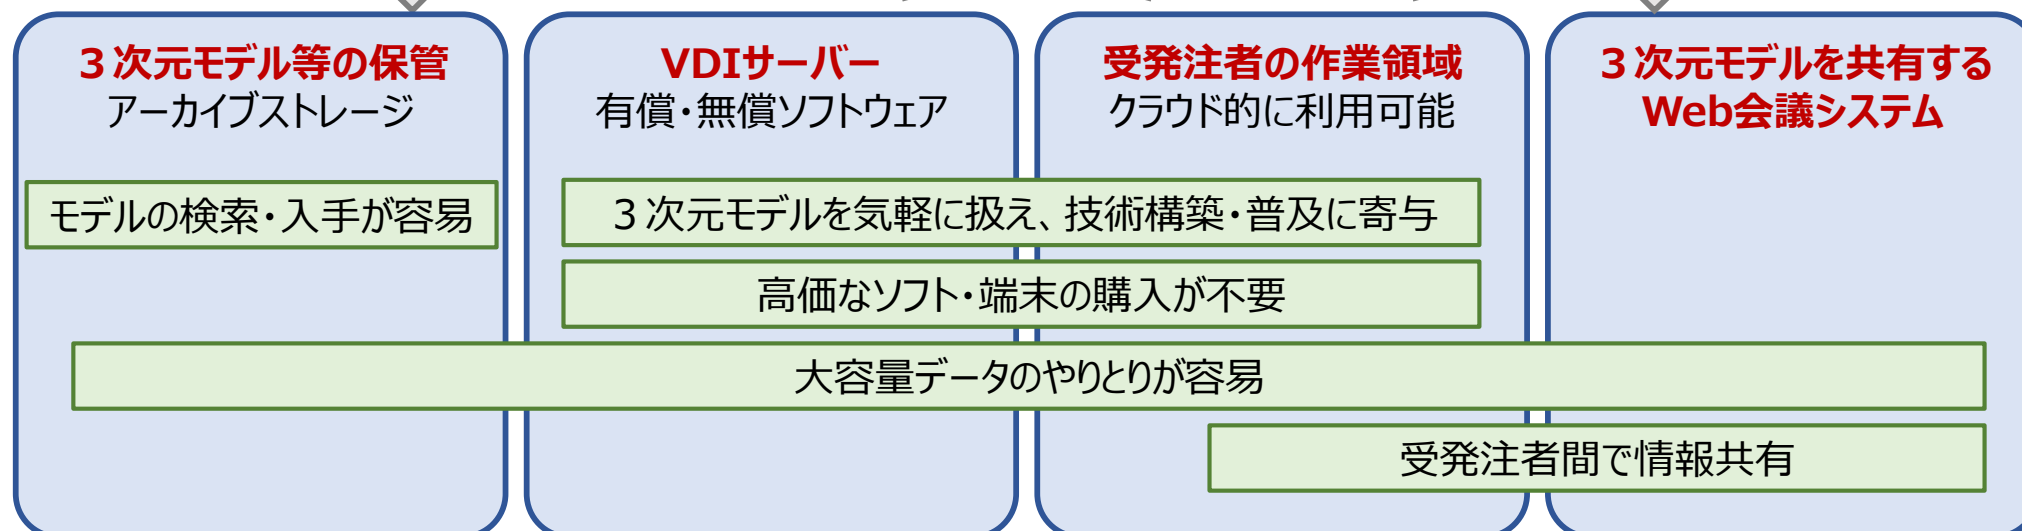 ３次元モデル等の保管
アーカイブストレージ
VDIサーバー
有償・無償ソフトウェア
受発注者の作業領域
クラウド的に利用可能
３次元モデルを共有する
Web会議システム
モデルの検索・入手が容易
３次元モデルを気軽に扱え、技術構築・普及に寄与
高価なソフト・端末の購入が不要
大容量データのやりとりが容易
受発注者間で情報共有